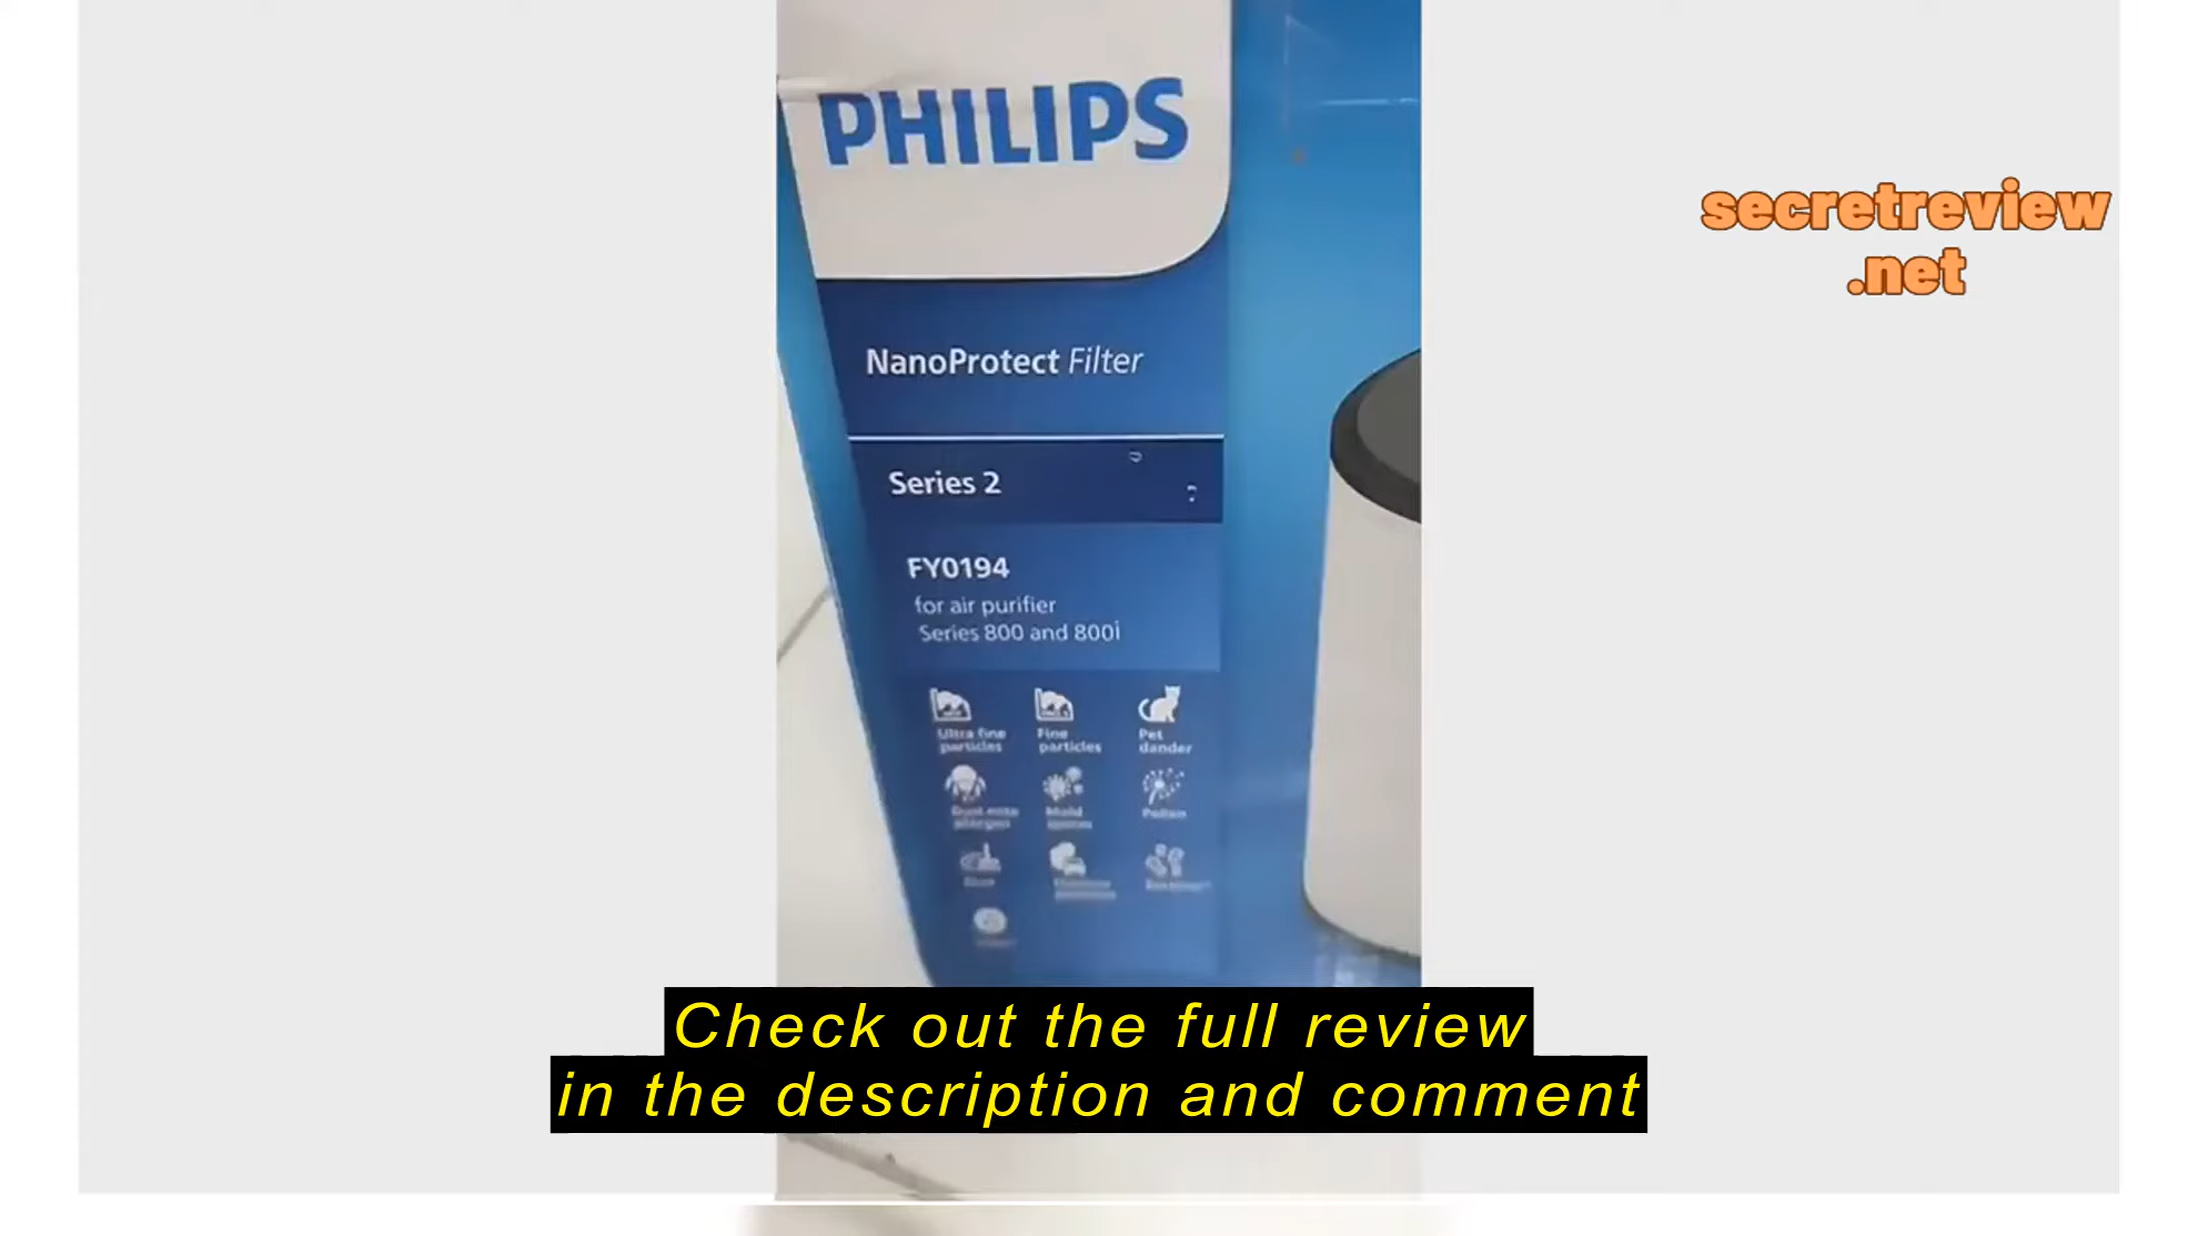 PHILIPS
secretreview
.net
NanoProtect Filter
Series 2
FY0194
for air purifier
Series 800 and 800i
Ultra fine
particles
Fine
particles
Pet
dander
Mold
Pollen
Check out the full review
in the description and comment